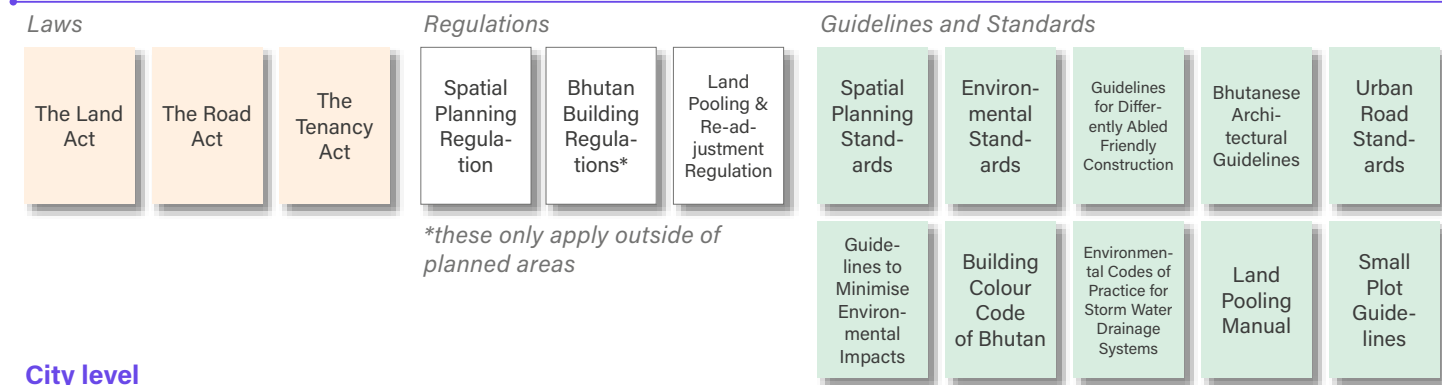 Laws
Regulations
Guidelines and Standards
The Land
Act
The Road
Act
The
Tenancy
Act
Spatial
Planning
Regula-
tion
Bhutan
Building
Regula-
tions*
Land
Pooling &
Re-ad-
justment
Regulation
*these only apply outside of
planned areas
Spatial
Planning
Stand-
ards
Environ-
mental
Stand-
ards
Guidelines
for Differ-
ently Abled
Friendly
Construction
Bhutanese
Archi-
tectural
Guidelines
Urban
Road
Stand-
ards
Guide-
lines to
Minimise
Environ-
mental
Impacts
Building
Colour
Code
of Bhutan
Environmen-
tal Codes of
Practice for
Storm Water
Drainage
Systems
Land
Pooling
Manual
Small
Plot
Guide-
lines
City level